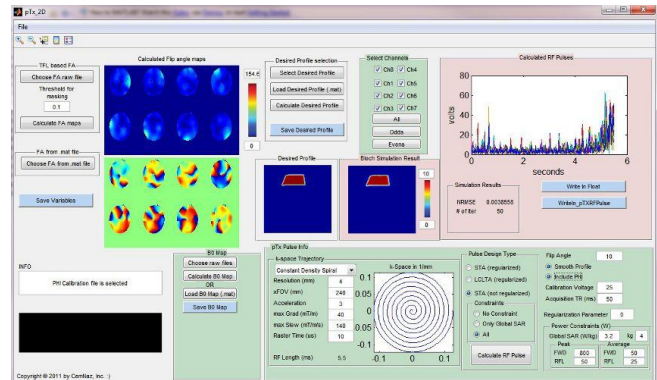 pTx_2D
File
TFL based FA
Choose FA raw file
Threshold for
masking
0.1
Calculate FA maps
FA from .mat file
Choose FA from .mat file
Save Variables
INFO
PHI Calibration file is selected
Copyright © 2011 by CemNaz, Inc. :)
Calculated Flip angle maps
154.6
0
Desired Profile selection
Select Desired Profile
Load Desired Profile (.mat)
Calculate Desired Profile
Save Desired Profile
Select Channels
Ch0 Ch4
Ch1 Ch5
Ch2 Ch6
Ch3 Ch7
All
Odds
Evens
Desired Profile
Bloch Simulation Result
10
0
Calculated RF Pulses
80
60
40
20
0
volts
0 2 4 6
seconds
Simulation Results
NRMSE 0.0038558
# of iter 50
Write In Float
WriteIn_pTXRFPulse
B0 Map
Choose raw files
Calculate B0 Map
OR
Load B0 Map (.mat)
Save B0 Map
pTx Pulse Info
k-space Trajectory
Constant Density Spiral
Resolution (mm) 4
xFOV (mm) 240
Acceleration 3
max Grad (mT/m) 40
max Slew (mT/m/s) 140
Raster Time (us) 10
RF Length (ms) 5.5
k-Space in 1/mm
0.1
0.05
0
-0.05
-0.1
-0.1 0 0.1
Pulse Design Type
STA (regularized)
LCLTA (regularized)
STA (not regularized)
Constraints
No Constraint
Only Global SAR
All
Calculate RF Pulse
Flip Angle 10
Smooth Profile
Include PHI
Calibration Voltage 25
Acquisition TR (ms) 50
Regularization Parameter 0
Power Constraints (W)
Global SAR (W/kg) 3.2 kg 4
Peak Average
FWD 800 FWD 50
RFL 50 RFL 25